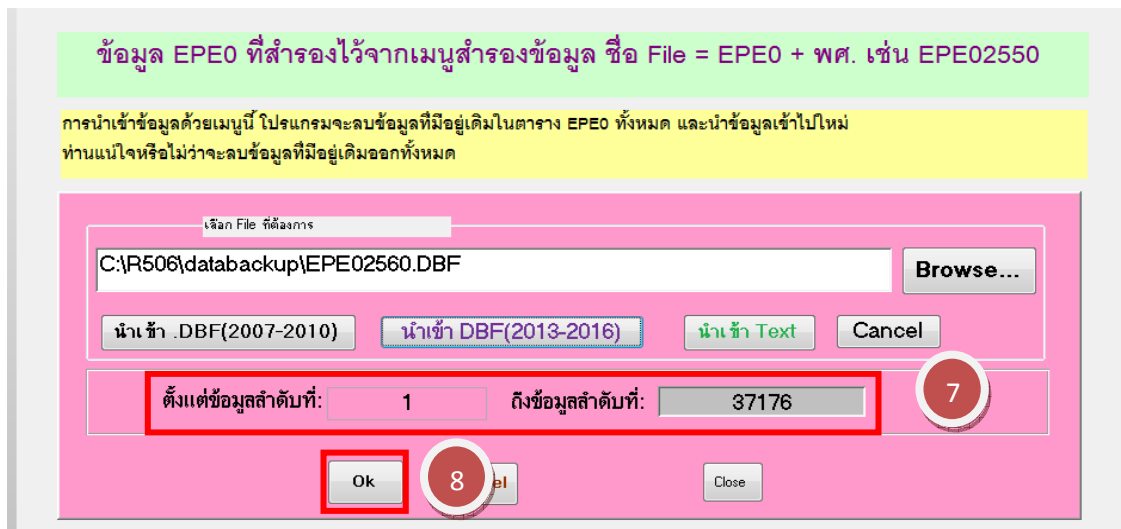 ข้อมูล EPE0 ที่สำรองไว้จากเมนูสำรองข้อมูล ชื่อ File = EPE0 + พศ. เช่น EPE02550
การนำเข้าข้อมูลด้วยเมนูนี้ โปรแกรมจะลบข้อมูลที่มีอยู่เดิมในตาราง EPE0 ทั้งหมด และนำข้อมูลเข้าไปใหม่
ท่านแน่ใจหรือไม่ว่าจะลบข้อมูลที่มีอยู่เดิมออกทั้งหมด
เลือก File ที่ต้องการ
C:\R506\databackup\EPE02560.DBF Browse...
นำเข้า .DBF(2007-2010) นำเข้า DBF(2013-2016) นำเข้า Text Cancel
ตั้งแต่ข้อมูลลำดับที่: 1 ถึงข้อมูลลำดับที่: 37176 7
Ok 8 el Close